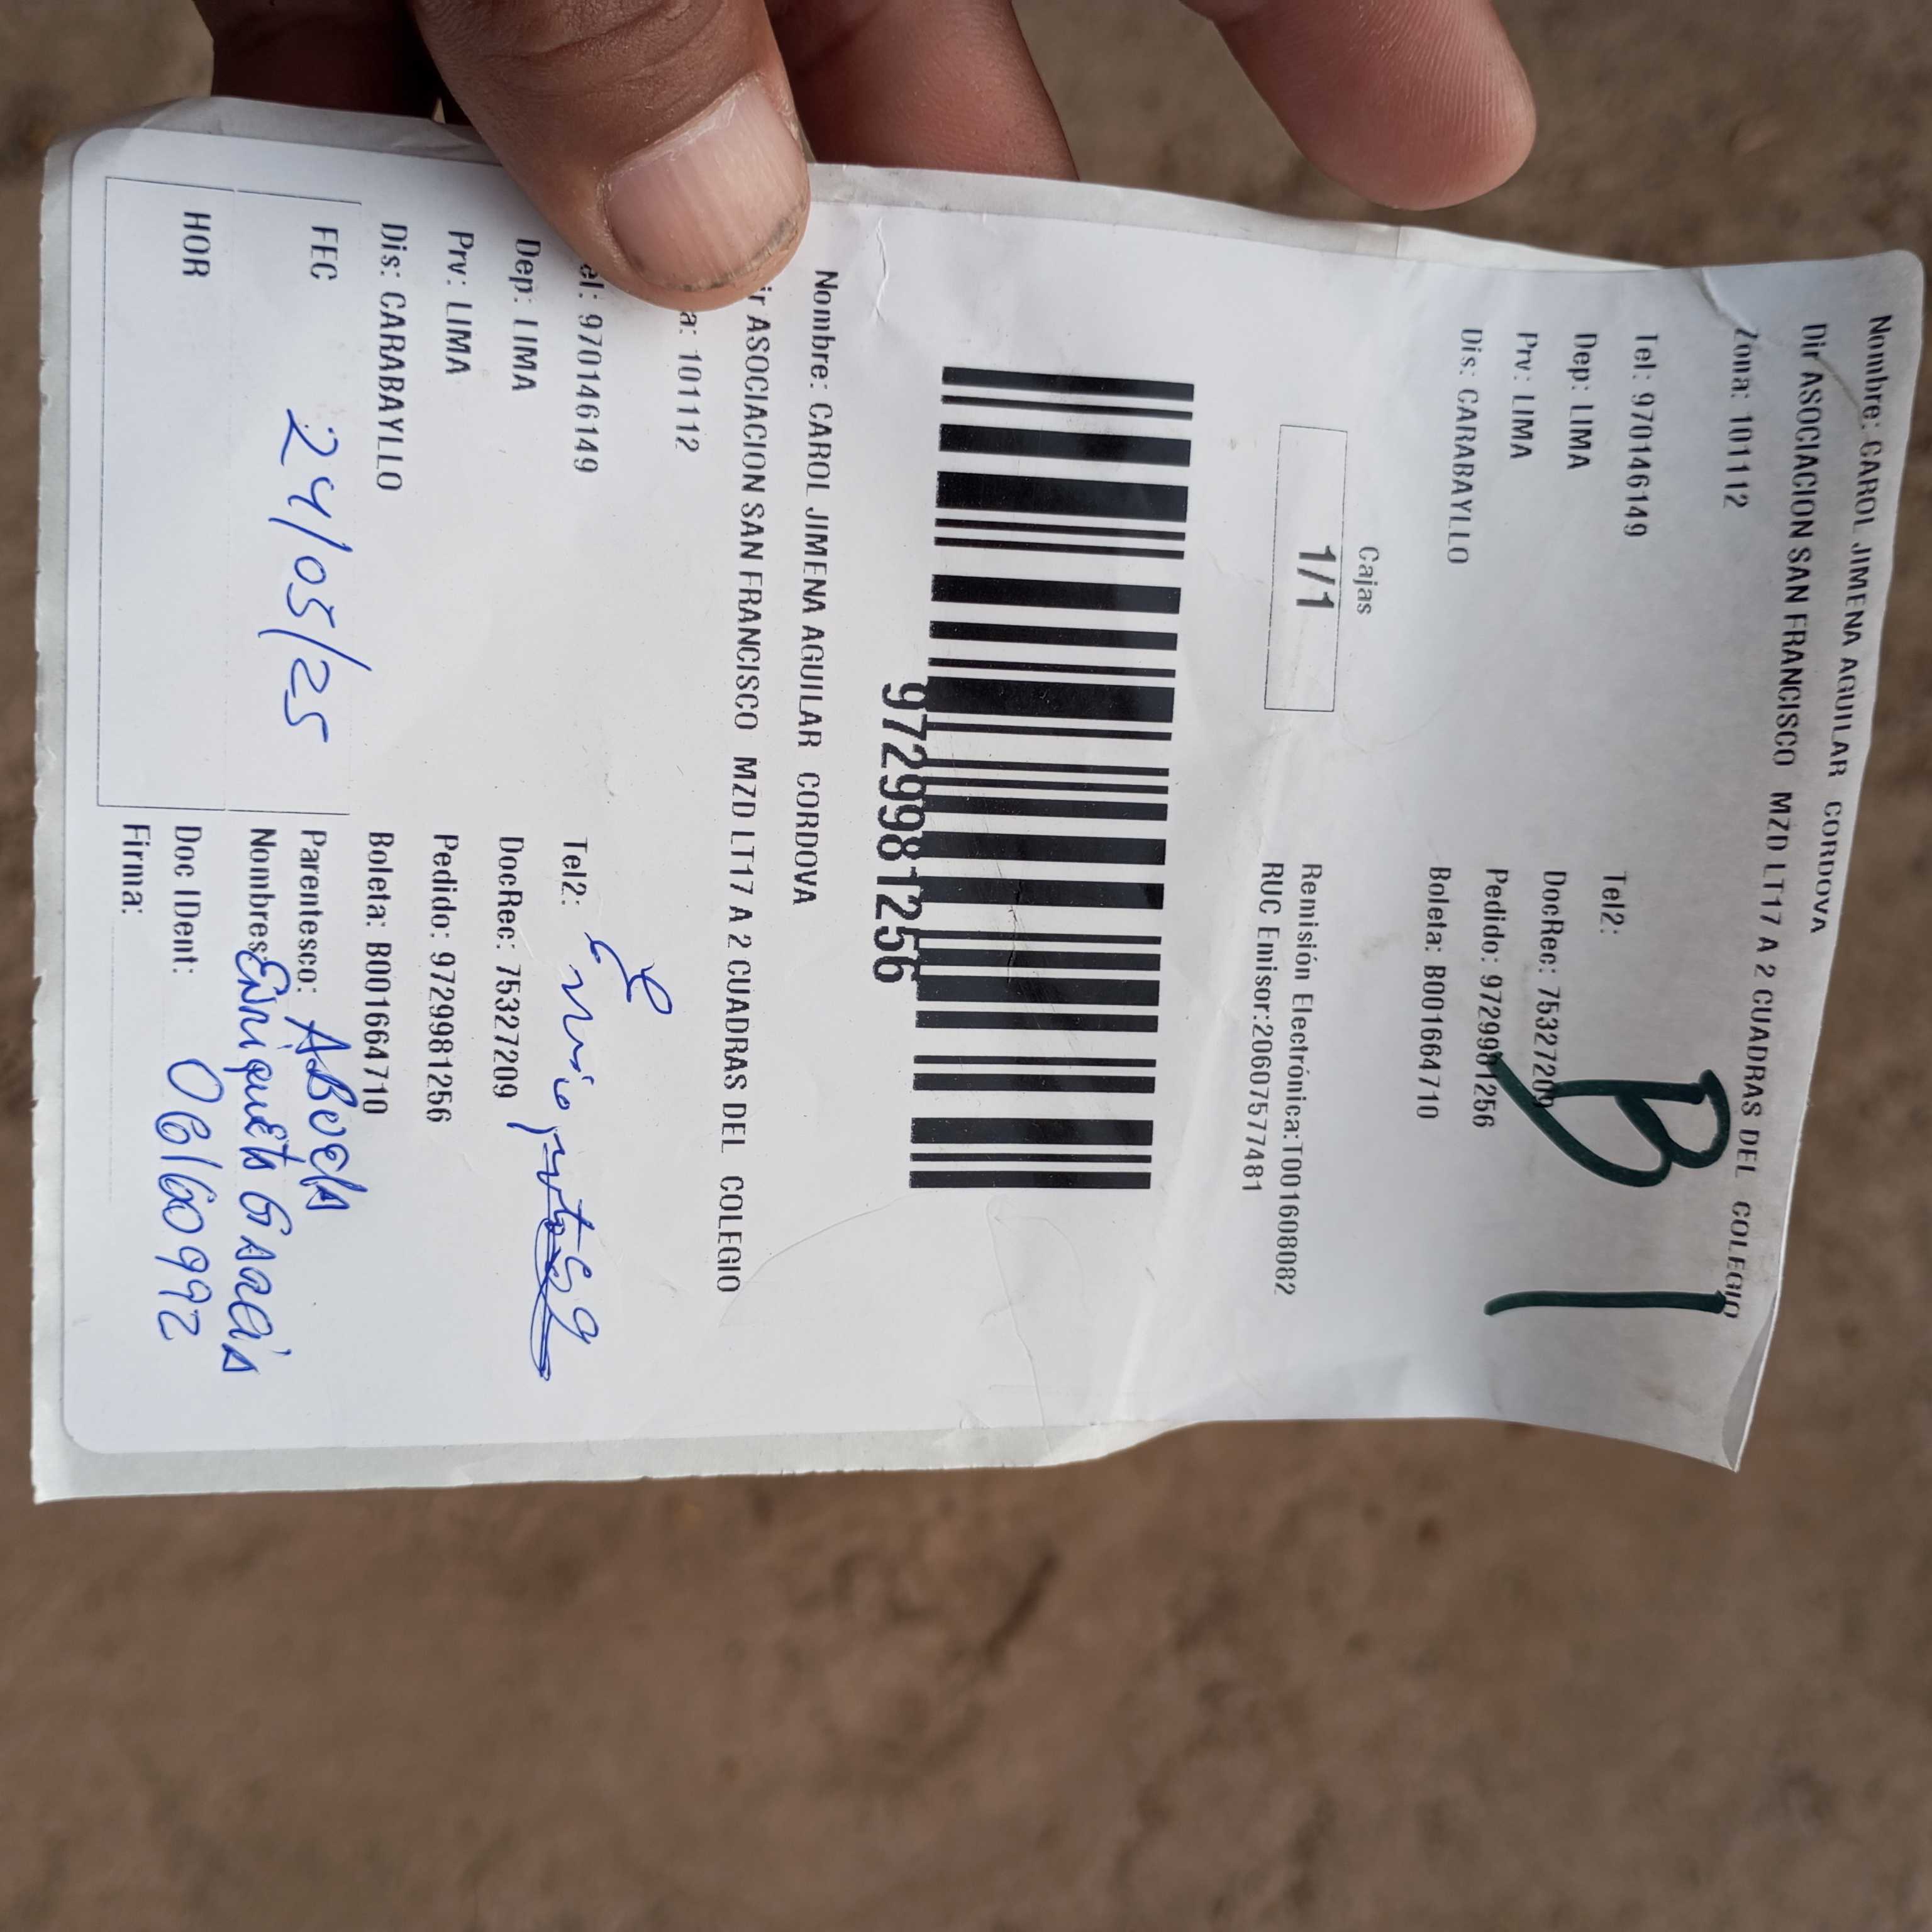 Nombre: CAROL JIMENA AGUILAR CORDOVA
Dir ASOCIACION SAN FRANCISCO MZD LT17 A 2 CUADRAS DEL COLEGIO
Zona: 101112
Tel: 970146149 Tel2:
Dep: LIMA DocRec: 75327209
Prv: LIMA Pedido: 9729981256
Dis: CARABAYLLO Boleta: B001664710
B1
Cajas
1/1
Remisión Electrónica:T001608082
RUC Emisor:20607577481
9729981256
Nombre: CAROL JIMENA AGUILAR CORDOVA
ir ASOCIACION SAN FRANCISCO MZD LT17 A 2 CUADRAS DEL COLEGIO
a: 101112
el: 970146149 Tel2:
Dep: LIMA DocRec: 75327209
Prv: LIMA Pedido: 9729981256
Dis: CARABAYLLO Boleta: B001664710
FEC 24/05/25
Parentesco: ABUELA
Nombres
HOR
Doc IDent: 06160992
Firma: